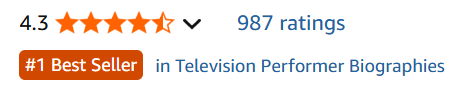 4.3 987 ratings
#1 Best Seller in Television Performer Biographies